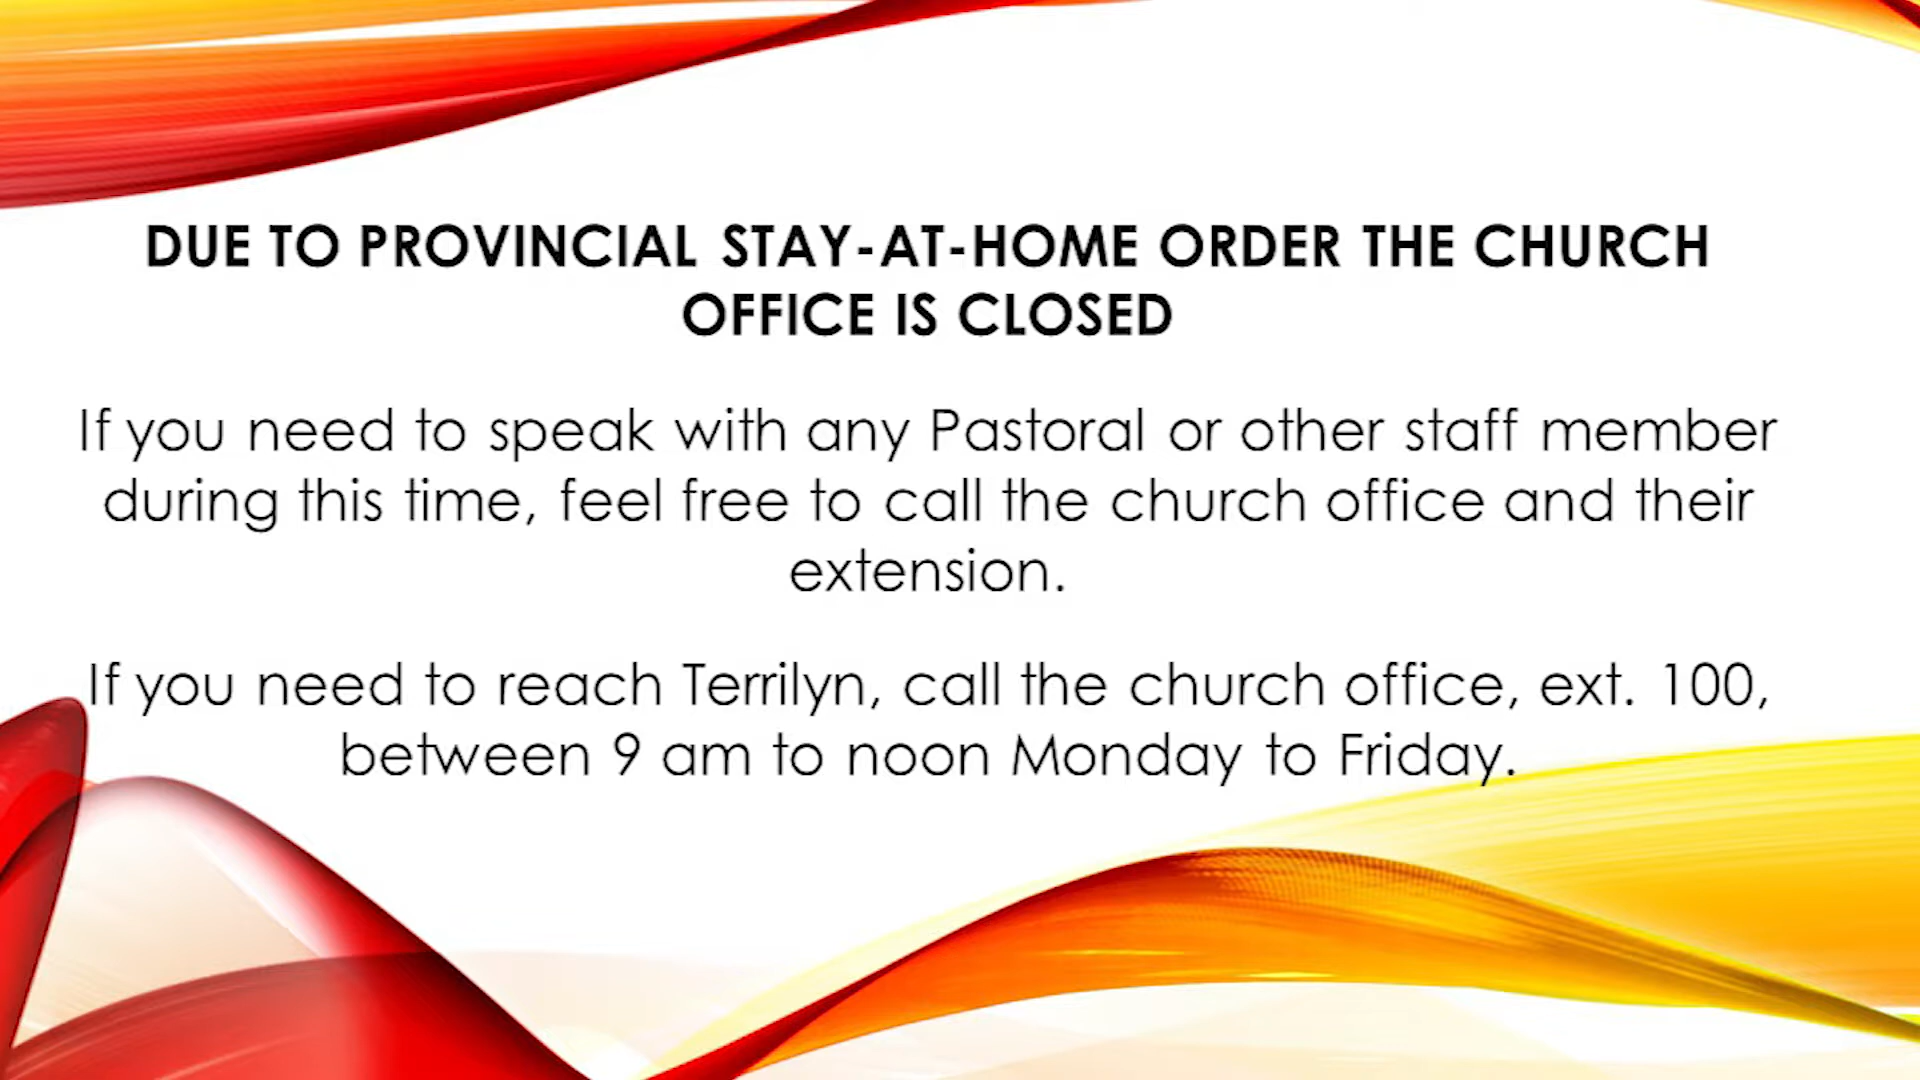 DUE TO PROVINCIAL STAY-AT-HOME ORDER THE CHURCH
OFFICE IS CLOSED
If you need to speak with any Pastoral or other staff member
during this time, feel free to call the church office and their
extension.
If you need to reach Terrilyn, call the church office, ext. 100,
between 9 am to noon Monday to Friday.